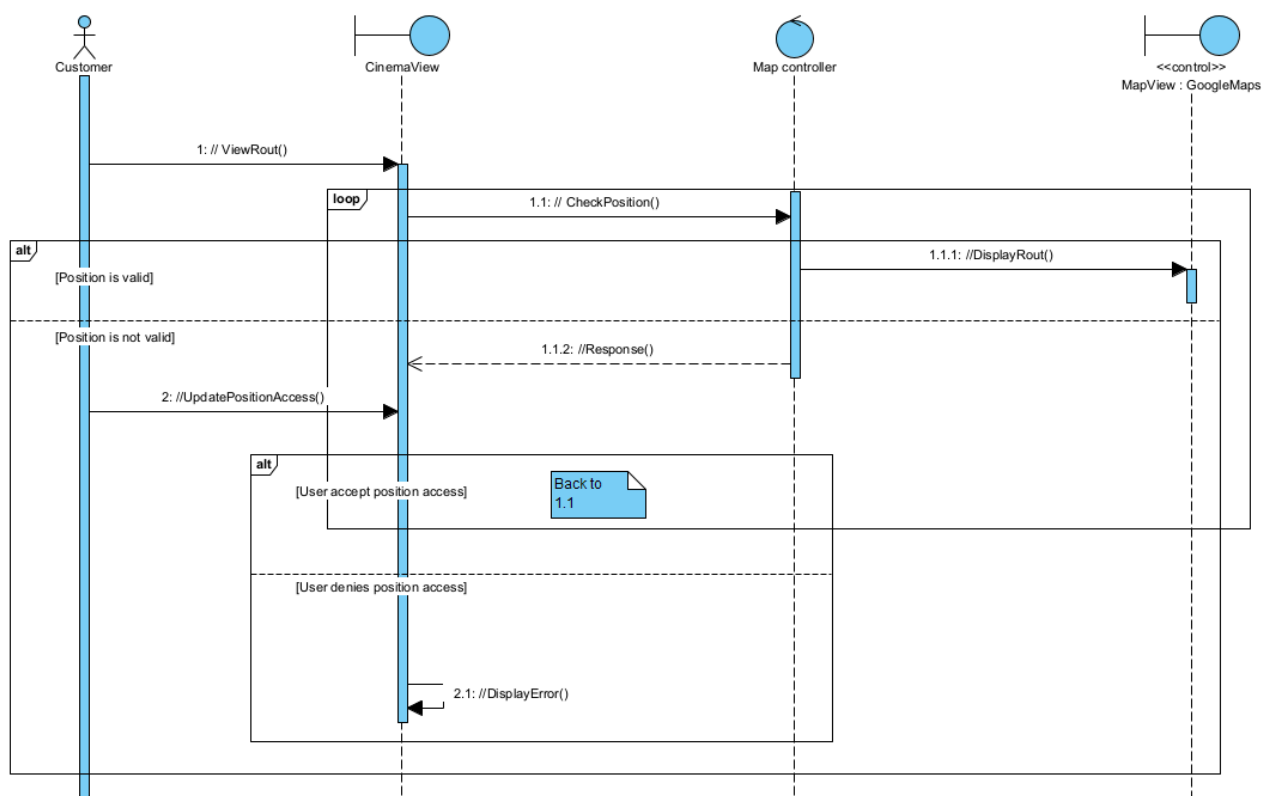 Customer
CinemaView
Map controller
<<control>>
MapView : GoogleMaps
1: // ViewRout()
loop
1.1: // CheckPosition()
alt
1.1.1: //DisplayRout()
[Position is valid]
[Position is not valid]
1.1.2: //Response()
2: //UpdatePositionAccess()
alt
[User accept position access]
Back to
1.1
[User denies position access]
2.1: //DisplayError()